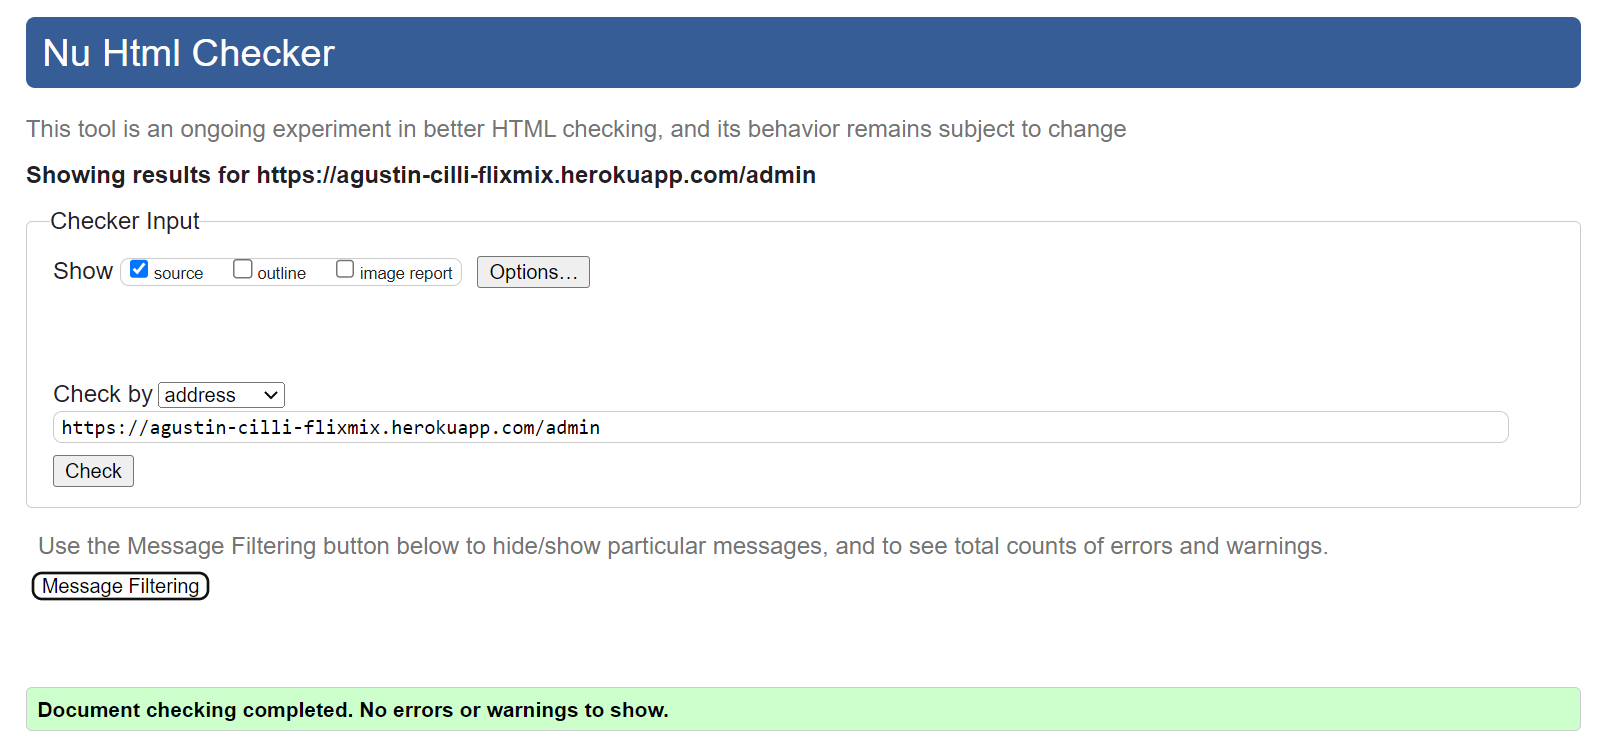 Nu Html Checker
This tool is an ongoing experiment in better HTML checking, and its behavior remains subject to change
Showing results for https://agustin-cilli-flixmix.herokuapp.com/admin
Checker Input
Show source outline image report Options...
Check by address
https://agustin-cilli-flixmix.herokuapp.com/admin
Check
Use the Message Filtering button below to hide/show particular messages, and to see total counts of errors and warnings.
Message Filtering
Document checking completed. No errors or warnings to show.